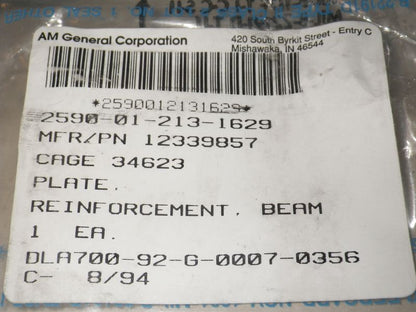 AM General Corporation
420 South Byrkit Street - Entry C
Mishawaka, IN 46544
*2590012131629*
2590-01-213-1629
MFR/PN 12339857
CAGE 34623
PLATE,
REINFORCEMENT, BEAM
1 EA.
DLA700-92-G-0007-0356
C- 8/94